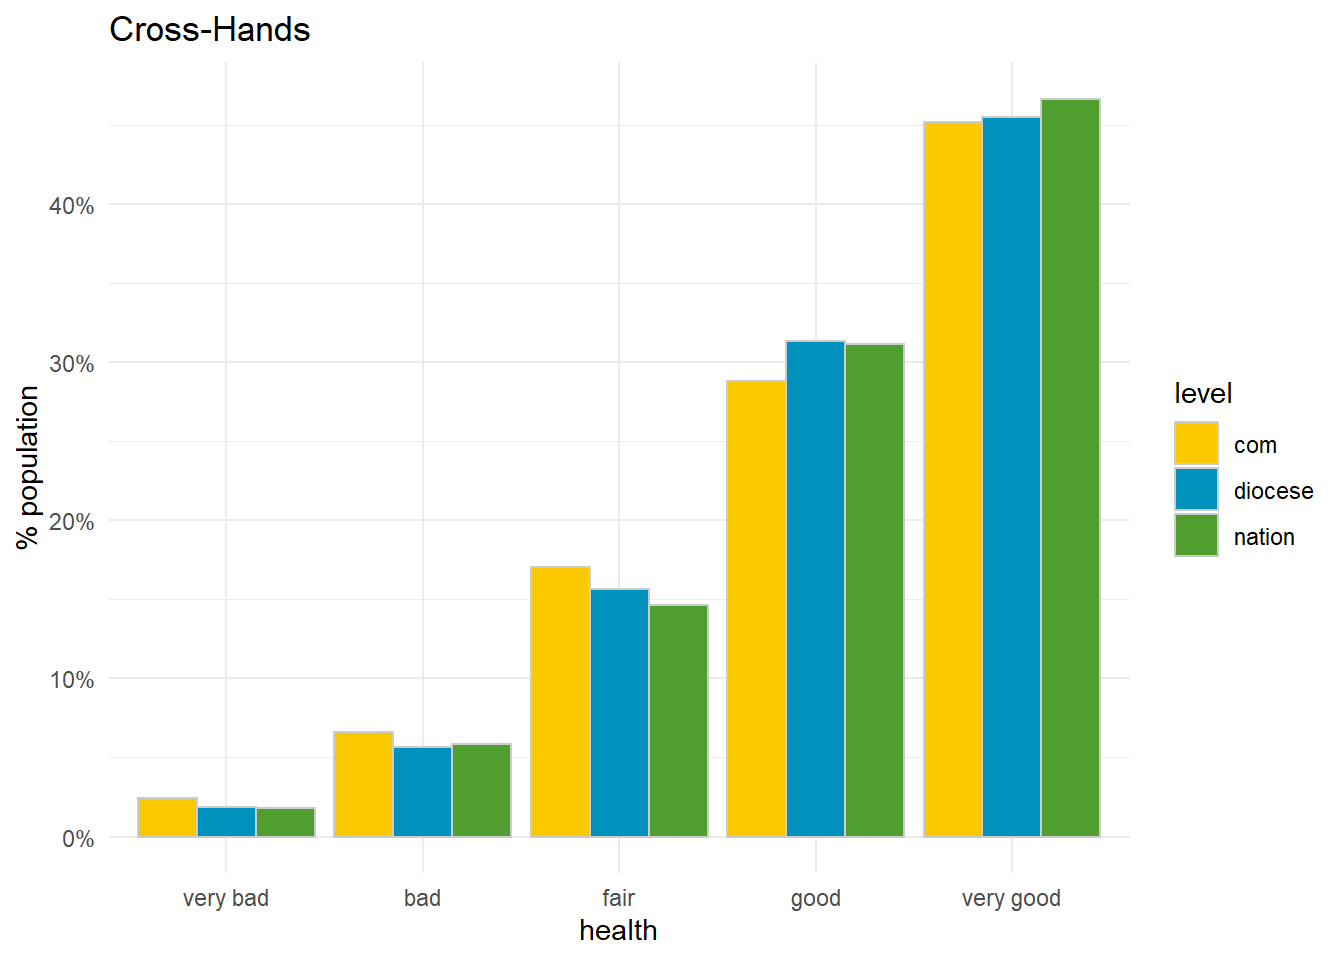 Cross-Hands
% population
40%
30%
20%
10%
0%
very bad
bad
fair
good
very good
health
level
com
diocese
nation